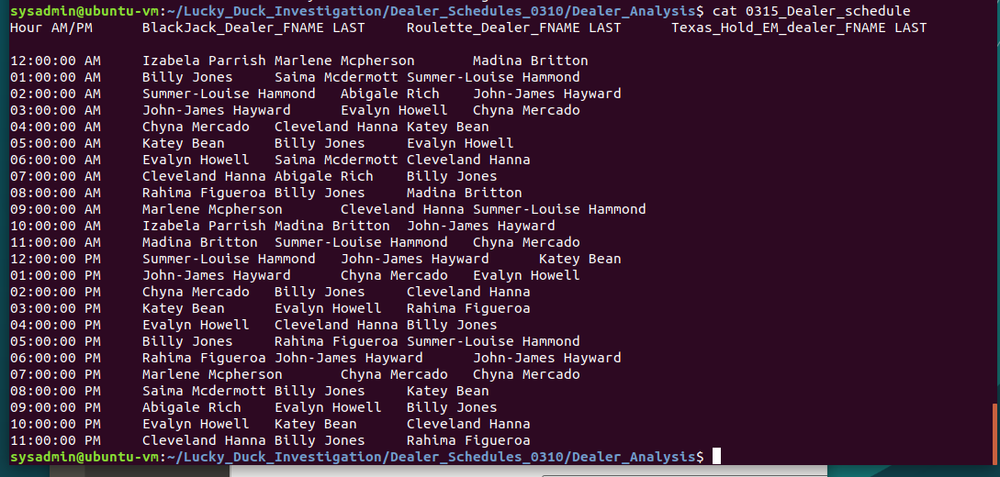 sysadmin@ubuntu-vm:~/Lucky_Duck_Investigation/Dealer_Schedules_0310/Dealer_Analysis$ cat 0315_Dealer_schedule
Hour AM/PM      BlackJack_Dealer_FNAME LAST     Roulette_Dealer_FNAME LAST      Texas_Hold_EM_dealer_FNAME LAST
12:00:00 AM     Izabela Parrish Marlene Mcpherson       Madina Britton
01:00:00 AM     Billy Jones     Saima Mcdermott Summer-Louise Hammond
02:00:00 AM     Summer-Louise Hammond   Abigale Rich    John-James Hayward
03:00:00 AM     John-James Hayward      Evalyn Howell   Chyna Mercado
04:00:00 AM     Chyna Mercado   Cleveland Hanna Katey Bean
05:00:00 AM     Katey Bean      Billy Jones     Evalyn Howell
06:00:00 AM     Evalyn Howell   Saima Mcdermott Cleveland Hanna
07:00:00 AM     Cleveland Hanna Abigale Rich    Billy Jones
08:00:00 AM     Rahima Figueroa Billy Jones     Madina Britton
09:00:00 AM     Marlene Mcpherson       Cleveland Hanna Summer-Louise Hammond
10:00:00 AM     Izabela Parrish Madina Britton  John-James Hayward
11:00:00 AM     Madina Britton  Summer-Louise Hammond   Chyna Mercado
12:00:00 PM     Summer-Louise Hammond   John-James Hayward      Katey Bean
01:00:00 PM     John-James Hayward      Chyna Mercado   Evalyn Howell
02:00:00 PM     Chyna Mercado   Billy Jones     Cleveland Hanna
03:00:00 PM     Katey Bean      Evalyn Howell   Rahima Figueroa
04:00:00 PM     Evalyn Howell   Cleveland Hanna Billy Jones
05:00:00 PM     Billy Jones     Rahima Figueroa Summer-Louise Hammond
06:00:00 PM     Rahima Figueroa John-James Hayward      John-James Hayward
07:00:00 PM     Marlene Mcpherson       Chyna Mercado   Chyna Mercado
08:00:00 PM     Saima Mcdermott Billy Jones     Katey Bean
09:00:00 PM     Abigale Rich    Evalyn Howell   Billy Jones
10:00:00 PM     Evalyn Howell   Katey Bean      Cleveland Hanna
11:00:00 PM     Cleveland Hanna Billy Jones     Rahima Figueroa
sysadmin@ubuntu-vm:~/Lucky_Duck_Investigation/Dealer_Schedules_0310/Dealer_Analysis$